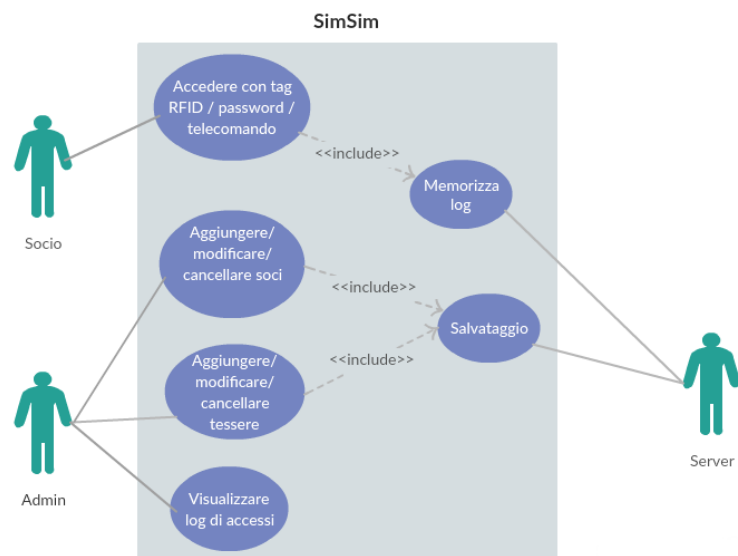 SimSim
Accedere con tag
RFID / password /
telecomando
<<include>>
Memorizza
log
Socio
Aggiungere/
modificare/
cancellare soci
<<include>>
Salvataggio
<<include>>
Aggiungere/
modificare/
cancellare
tessere
Server
Admin
Visualizzare
log di accessi